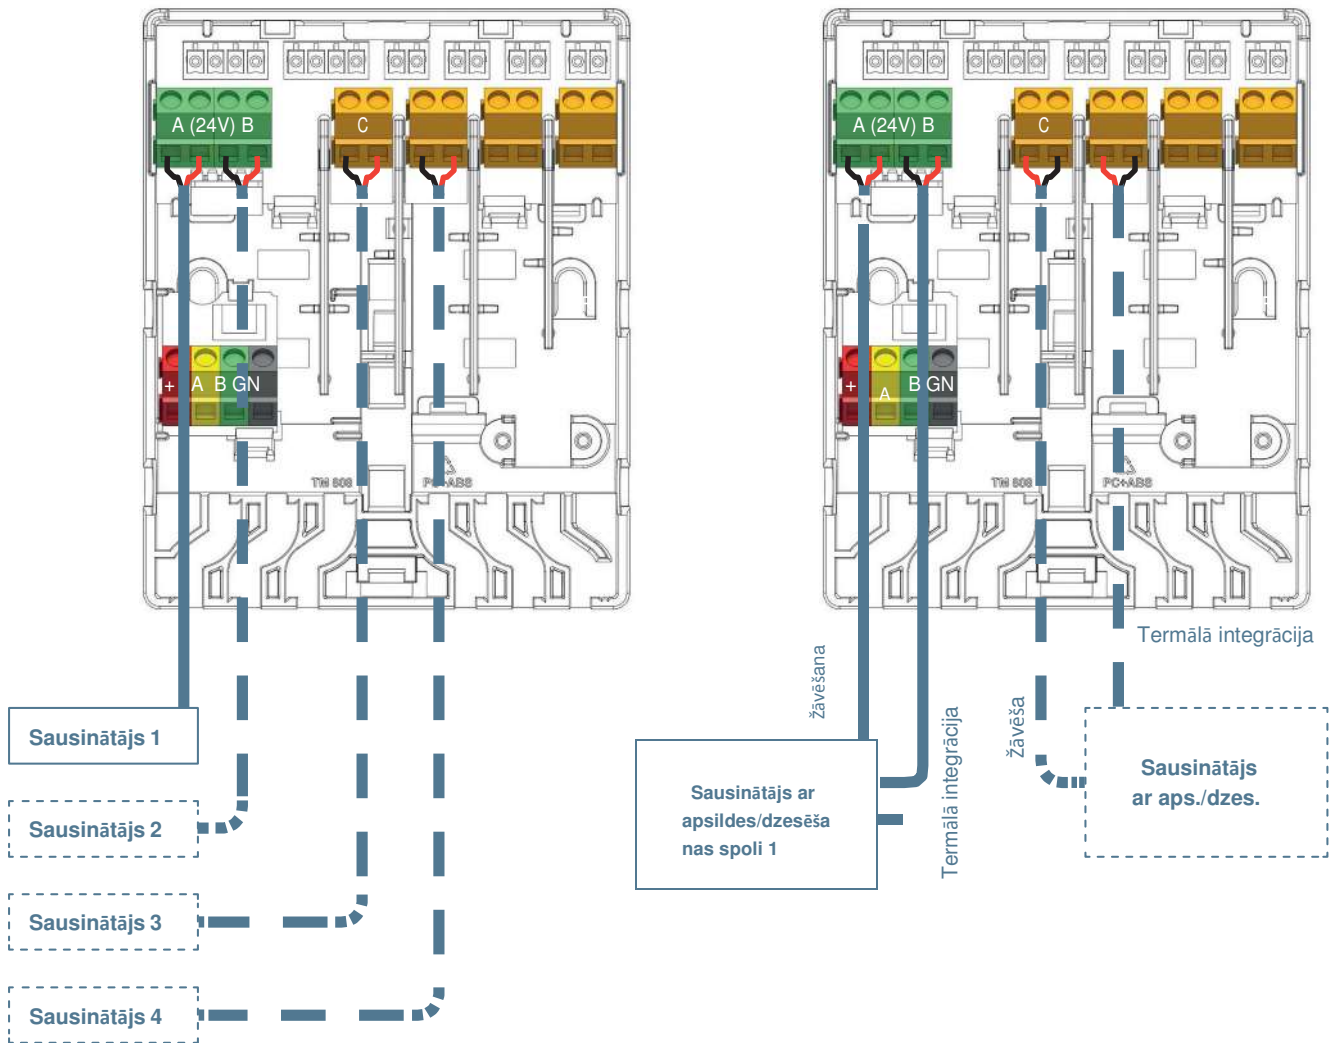 A (24V) B
C
+ A B GN
TM 808
PC+ABS
Sausinātājs 1
Sausinātājs 2
Sausinātājs 3
Sausinātājs 4
A (24V) B
C
+ A B GN
TM 808
PC+ABS
Termālā integrācija
Žāvēšana
Termālā integrācija
Žāvēša
Sausinātājs ar
apsildes/dzesēša
nas spoli 1
Sausinātājs
ar aps./dzes.